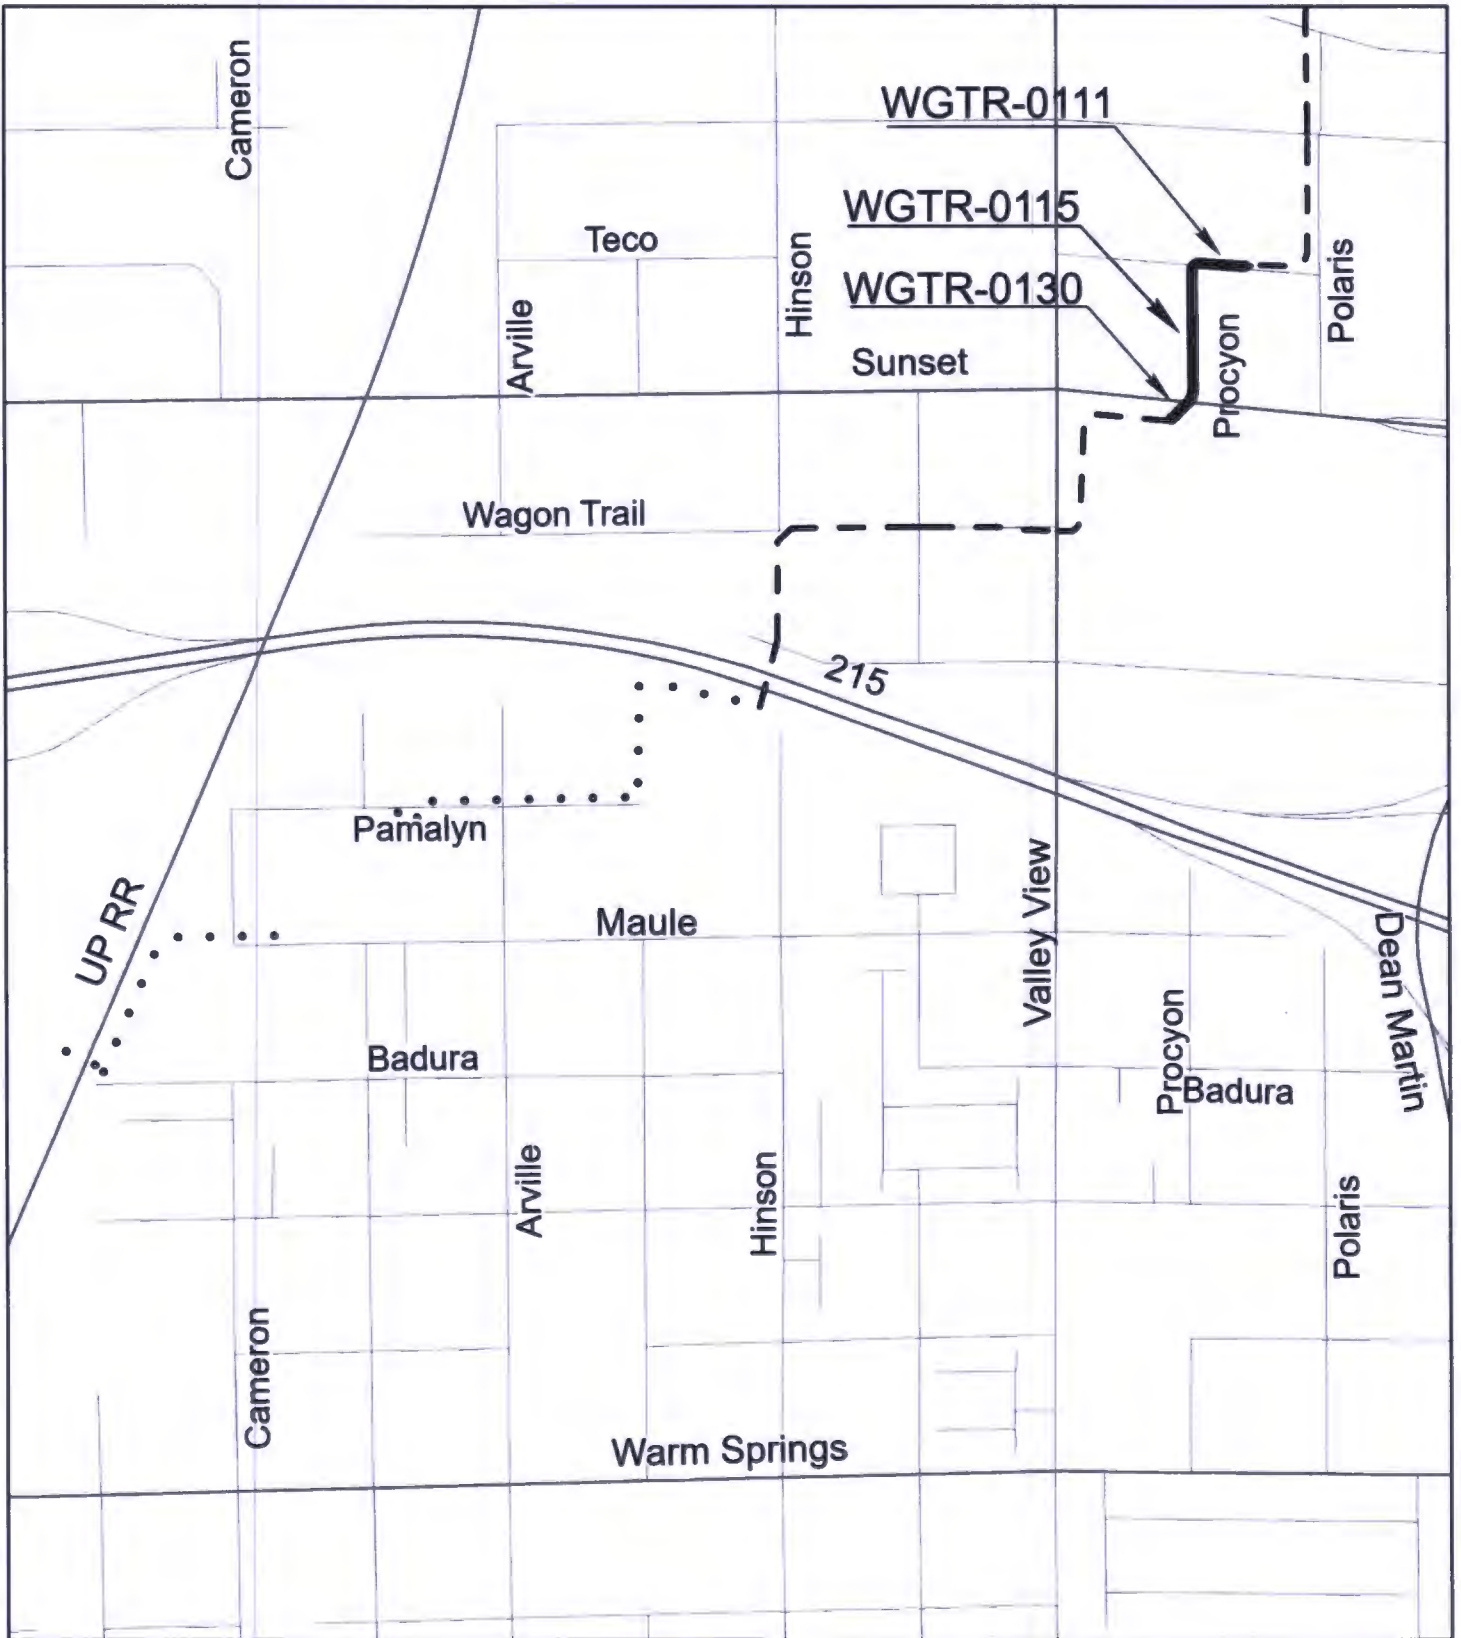 Cameron
WGTR-0111
WGTR-0115
Teco
Hinson
WGTR-0130
Polaris
Arville
Procyon
Sunset
Wagon Trail
215
Pamalyn
UP RR
Maule
Valley View
Dean Martin
Badura
Procyon
Badura
Arville
Hinson
Polaris
Cameron
Warm Springs